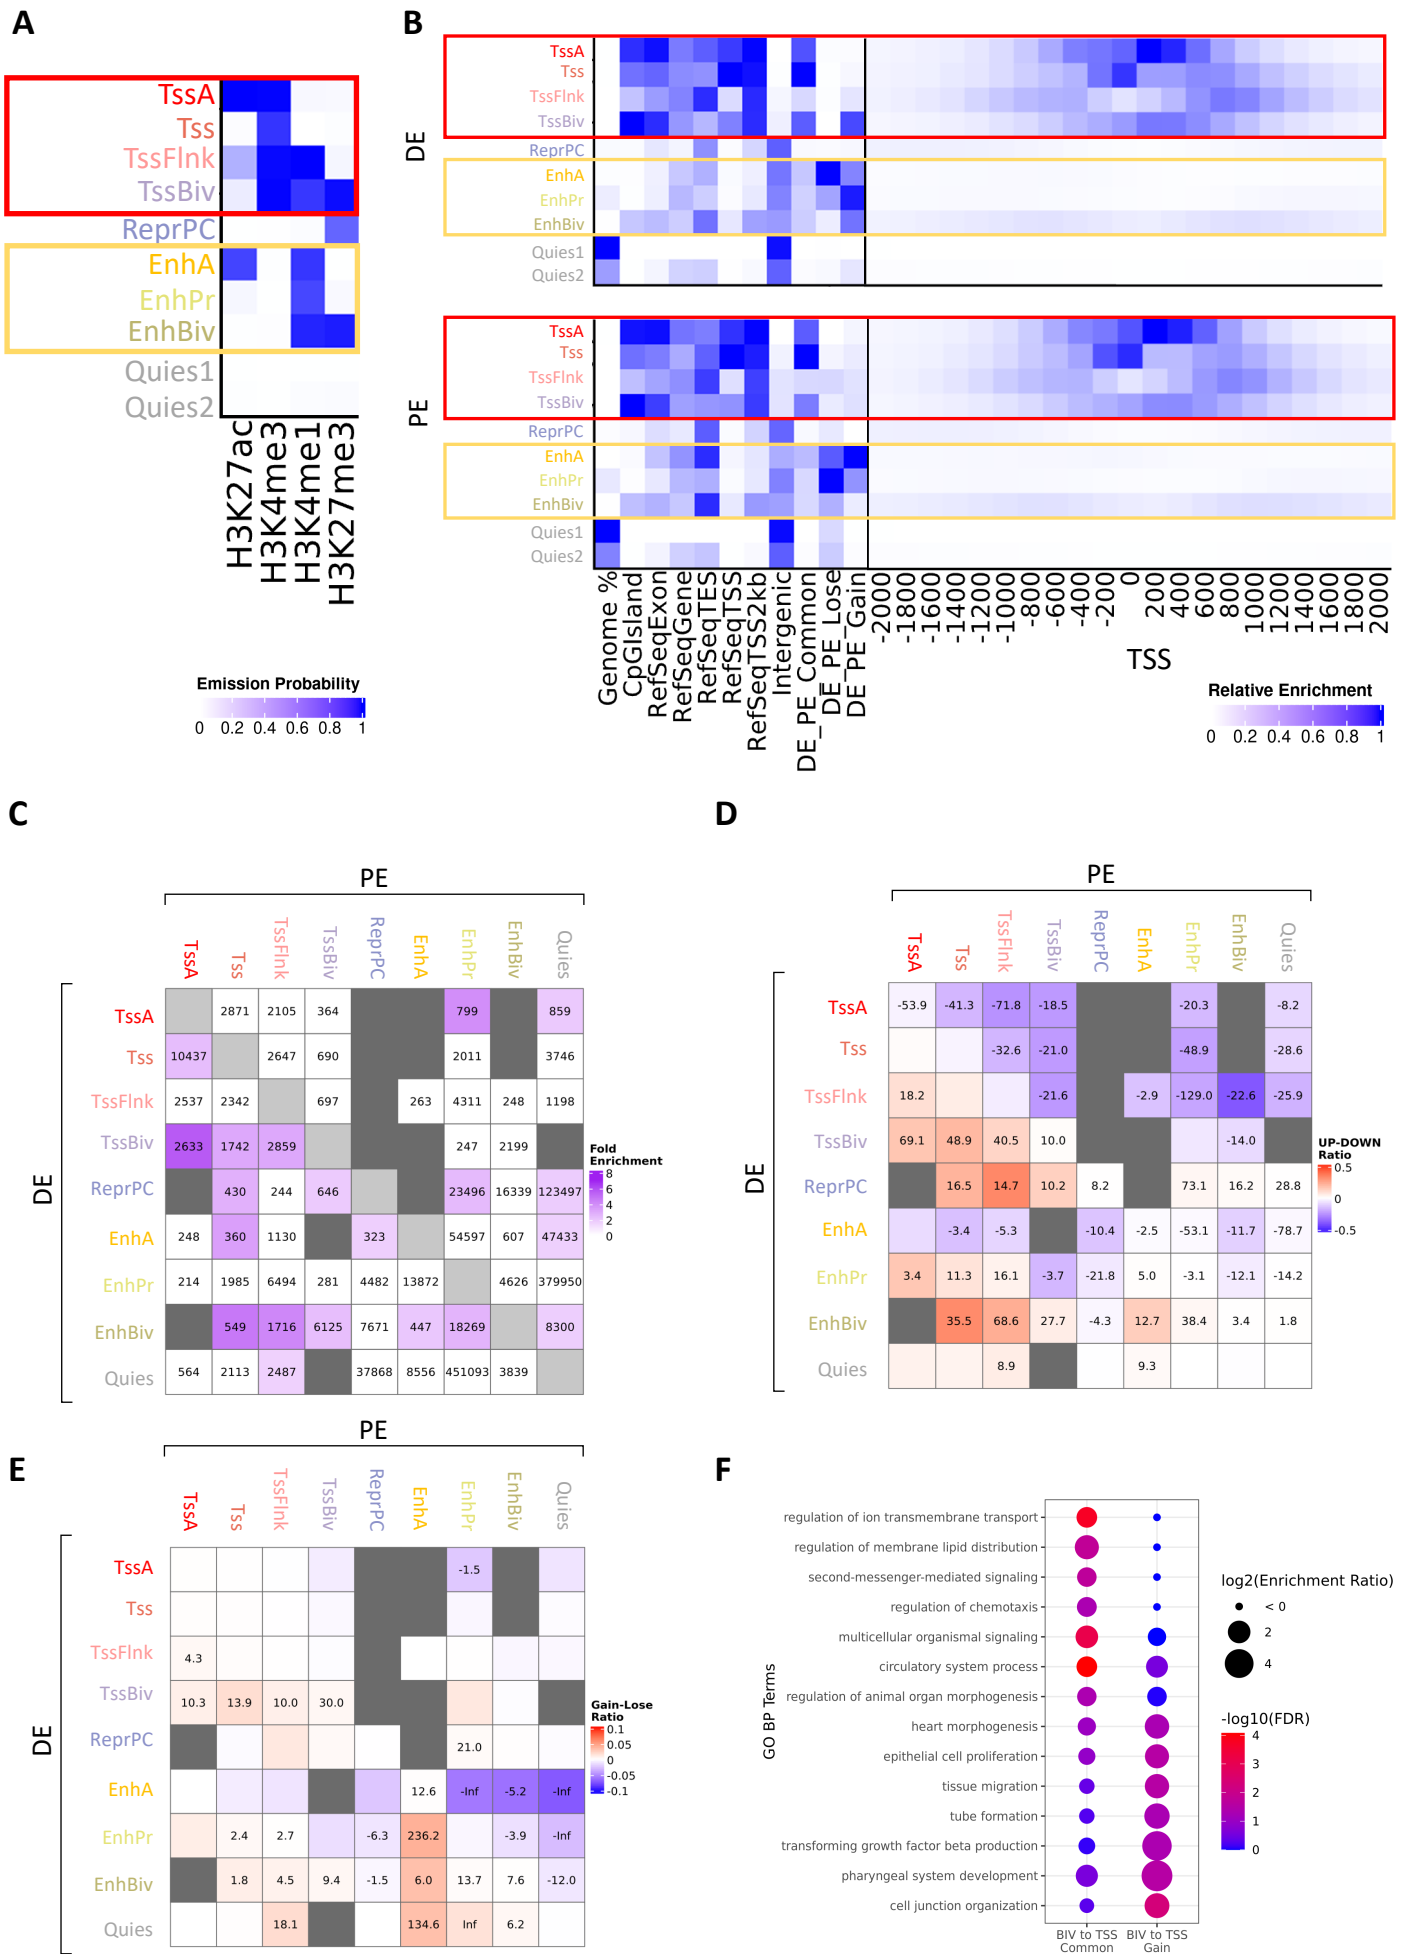 A
TssA
Tss
TssFlnk
TssBiv
ReprPC
EnhA
EnhPr
EnhBiv
Quies1
Quies2
H3K27ac
H3K4me3
H3K4me1
H3K27me3
Emission Probability
0 0.2 0.4 0.6 0.8 1
B
DE
TssA
Tss
TssFlnk
TssBiv
ReprPC
EnhA
EnhPr
EnhBiv
Quies1
Quies2
PE
TssA
Tss
TssFlnk
TssBiv
ReprPC
EnhA
EnhPr
EnhBiv
Quies1
Quies2
Genome %
CpGIsland
RefSeqExon
RefSeqGene
RefSeqTES
RefSeqTSS
RefSeqTSS2kb
Intergenic
DE_PE_Common
DE_PE_Lose
DE_PE_Gain
-2000 -1800 -1600 -1400 -1200 -1000 -800 -600 -400 -200 0 200 400 600 800 1000 1200 1400 1600 1800 2000
TSS
Relative Enrichment
0 0.2 0.4 0.6 0.8 1
C
PE
TssA Tss TssFlnk TssBiv ReprPC EnhA EnhPr EnhBiv Quies
DE
TssA 2871 2105 364 799 859
Tss 10437 2647 690 2011 3746
TssFlnk 2537 2342 697 263 4311 248 1198
TssBiv 2633 1742 2859 247 2199
ReprPC 430 244 646 23496 16339 123497
EnhA 248 360 1130 323 54597 607 47433
EnhPr 214 1985 6494 281 4482 13872 4626 379950
EnhBiv 549 1716 6125 7671 447 18269 8300
Quies 564 2113 2487 37868 8556 451093 3839
Fold
Enrichment
8
6
4
2
0
D
PE
TssA Tss TssFlnk TssBiv ReprPC EnhA EnhPr EnhBiv Quies
DE
TssA -53.9 -41.3 -71.8 -18.5 -20.3 -8.2
Tss -32.6 -21.0 -48.9 -28.6
TssFlnk 18.2 -21.6 -2.9 -129.0 -22.6 -25.9
TssBiv 69.1 48.9 40.5 10.0 -14.0
ReprPC 16.5 14.7 10.2 8.2 73.1 16.2 28.8
EnhA -3.4 -5.3 -10.4 -2.5 -53.1 -11.7 -78.7
EnhPr 3.4 11.3 16.1 -3.7 -21.8 5.0 -3.1 -12.1 -14.2
EnhBiv 35.5 68.6 27.7 -4.3 12.7 38.4 3.4 1.8
Quies 8.9 9.3
UP-DOWN
Ratio
0.5
0
-0.5
E
PE
TssA Tss TssFlnk TssBiv ReprPC EnhA EnhPr EnhBiv Quies
DE
TssA -1.5
Tss
TssFlnk 4.3
TssBiv 10.3 13.9 10.0 30.0
ReprPC 21.0
EnhA 12.6 -Inf -5.2 -Inf
EnhPr 2.4 2.7 -6.3 236.2 -3.9 -Inf
EnhBiv 1.8 4.5 9.4 -1.5 6.0 13.7 7.6 -12.0
Quies 18.1 134.6 Inf 6.2
Gain-Lose
Ratio
0.1
0.05
0
-0.05
-0.1
F
GO BP Terms
regulation of ion transmembrane transport
regulation of membrane lipid distribution
second-messenger-mediated signaling
regulation of chemotaxis
multicellular organismal signaling
circulatory system process
regulation of animal organ morphogenesis
heart morphogenesis
epithelial cell proliferation
tissue migration
tube formation
transforming growth factor beta production
pharyngeal system development
cell junction organization
BIV to TSS
Common
BIV to TSS
Gain
log2(Enrichment Ratio)
< 0
2
4
-log10(FDR)
4
3
2
1
0